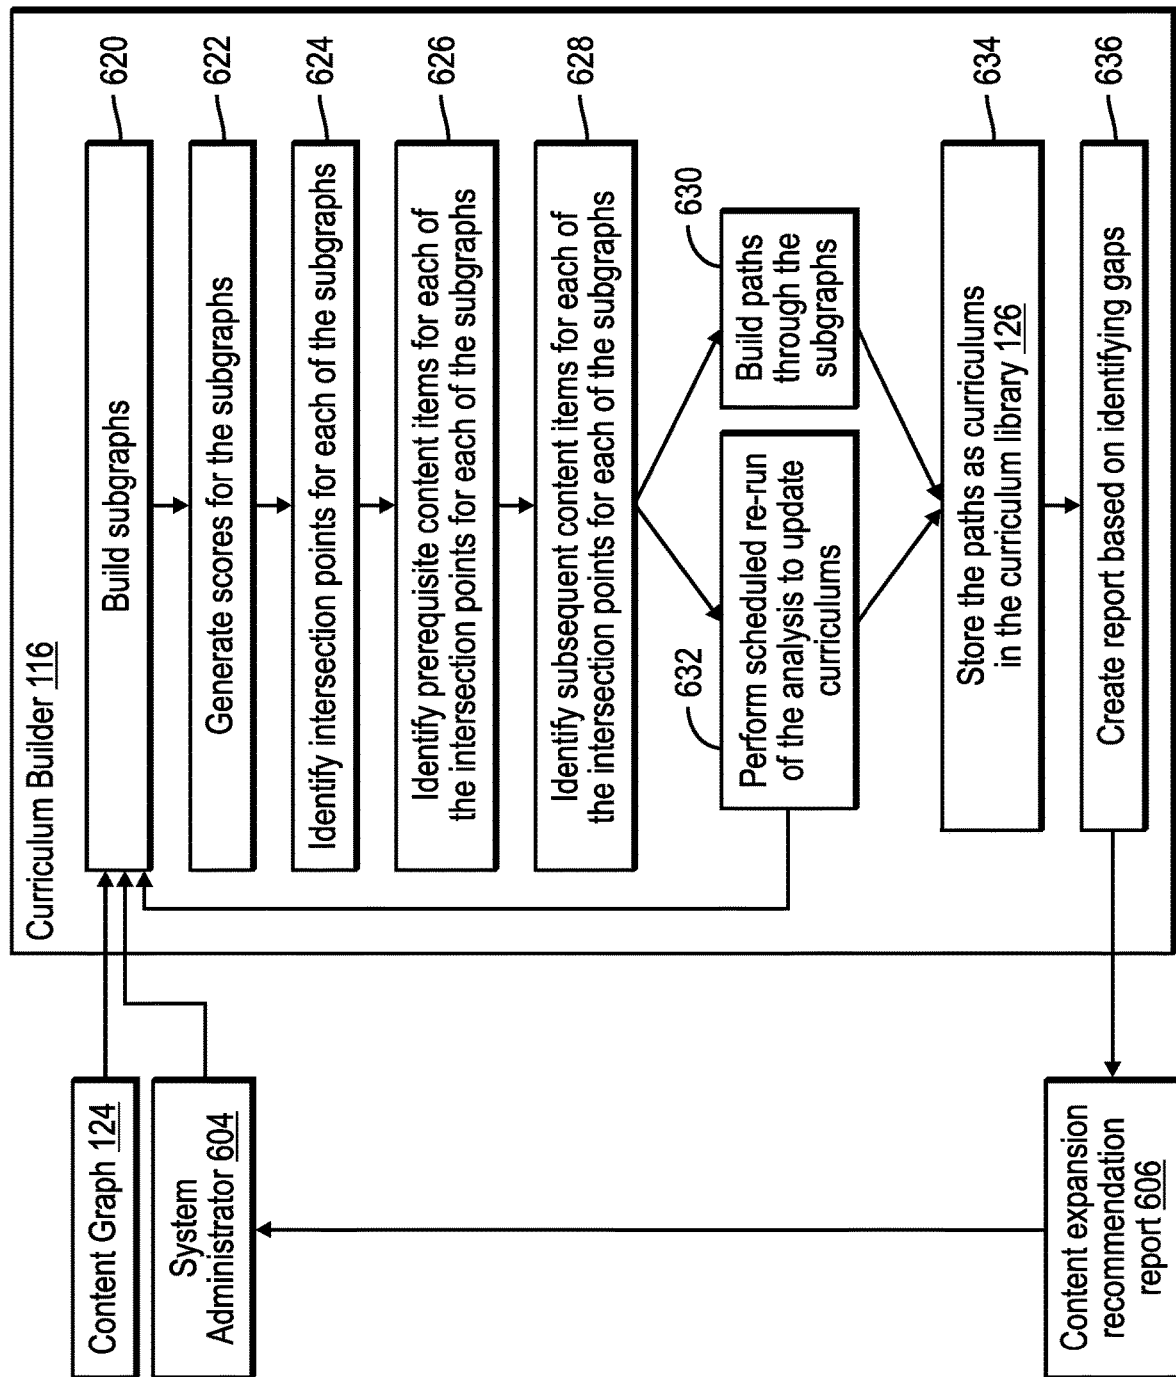 Content Graph 124
System
Administrator 604
Content expansion
recommendation
report 606
Curriculum Builder 116
Build subgraphs
620
Generate scores for the subgraphs
622
Identify intersection points for each of the subgraphs
624
Identify prerequisite content items for each of
the intersection points for each of the subgraphs
626
Identify subsequent content items for each of
the intersection points for each of the subgraphs
628
632
Perform scheduled re-run
of the analysis to update
curriculums
630
Build paths
through the
subgraphs
Store the paths as curriculums
in the curriculum library 126
634
Create report based on identifying gaps
636